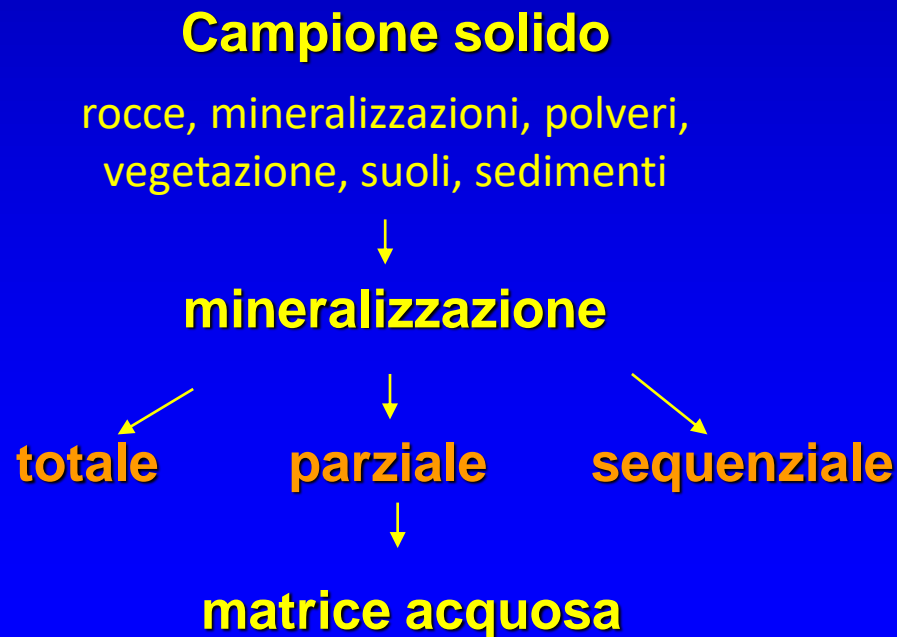 Campione solido
rocce, mineralizzazioni, polveri,
vegetazione, suoli, sedimenti
mineralizzazione
totale parziale sequenziale
matrice acquosa